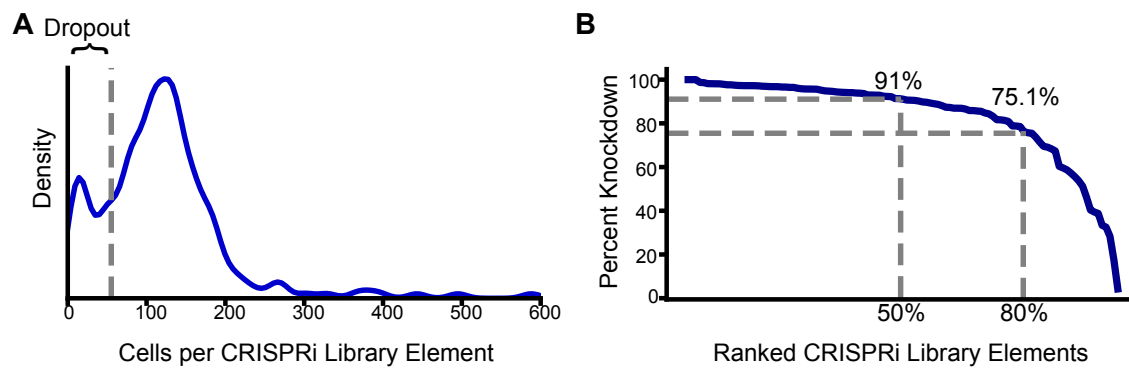 A
Dropout
Density
0 100 200 300 400 500 600
Cells per CRISPRi Library Element
B
Percent Knockdown
100
80
60
40
20
0
91%
75.1%
50% 80%
Ranked CRISPRi Library Elements